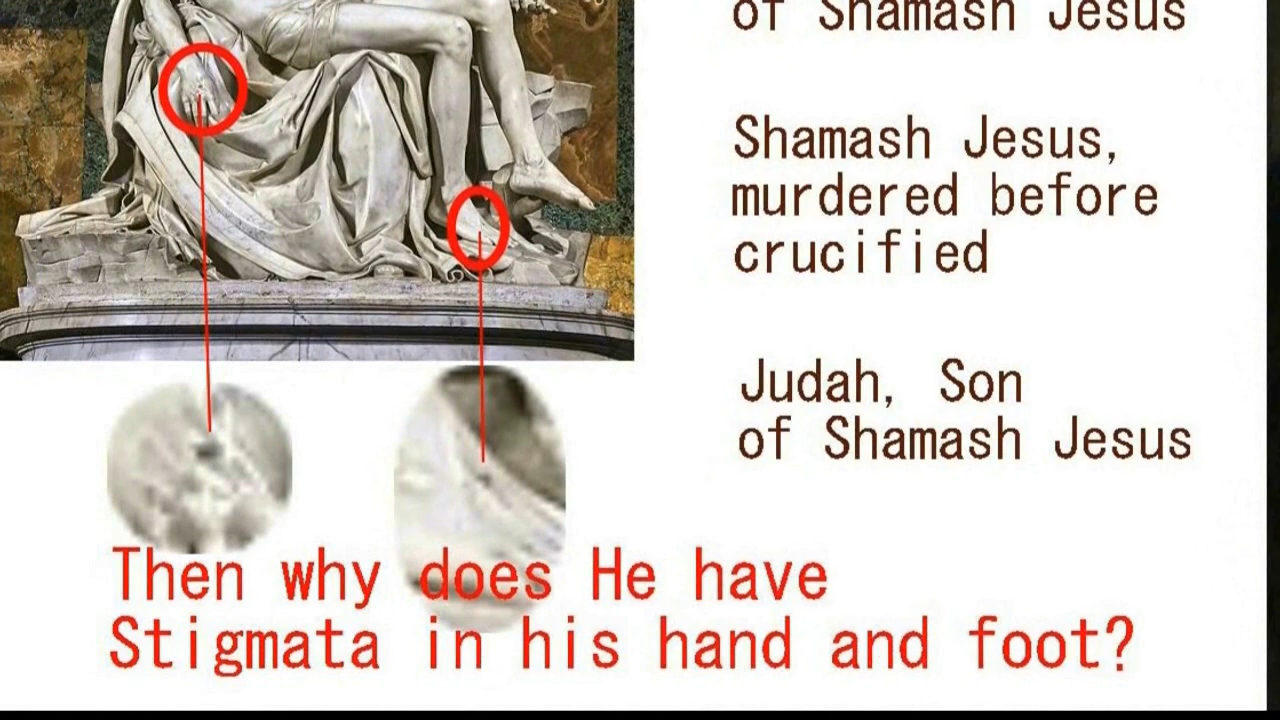 of Shamash Jesus
Shamash Jesus,
murdered before
crucified
Judah, Son
of Shamash Jesus
Then why does He have
Stigmata in his hand and foot?